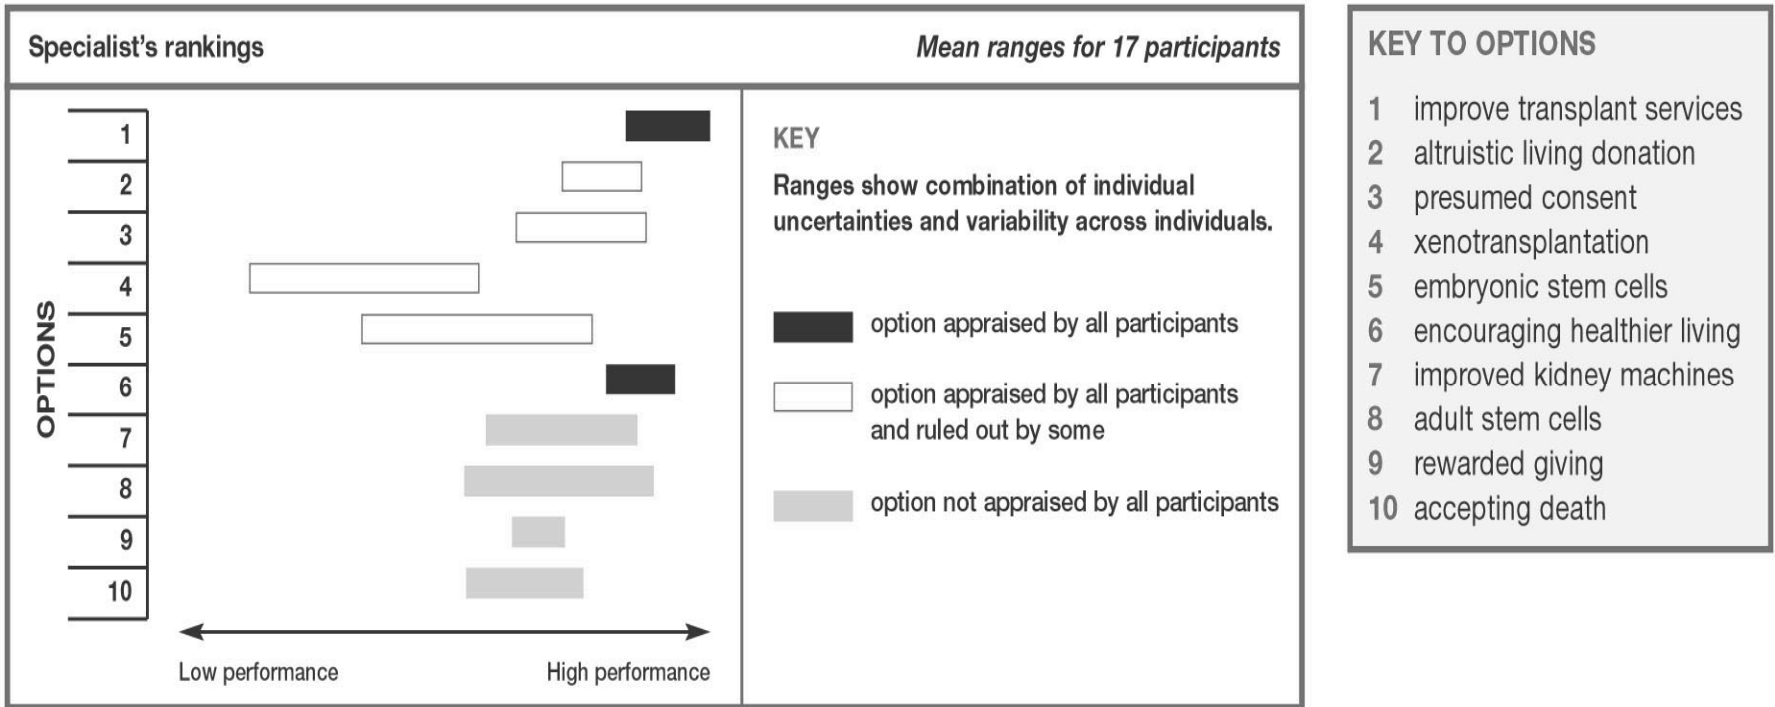 Specialist's rankings
Mean ranges for 17 participants
OPTIONS
1
2
3
4
5
6
7
8
9
10
Low performance
High performance
KEY
Ranges show combination of individual
uncertainties and variability across individuals.
option appraised by all participants
option appraised by all participants
and ruled out by some
option not appraised by all participants
KEY TO OPTIONS
1 improve transplant services
2 altruistic living donation
3 presumed consent
4 xenotransplantation
5 embryonic stem cells
6 encouraging healthier living
7 improved kidney machines
8 adult stem cells
9 rewarded giving
10 accepting death